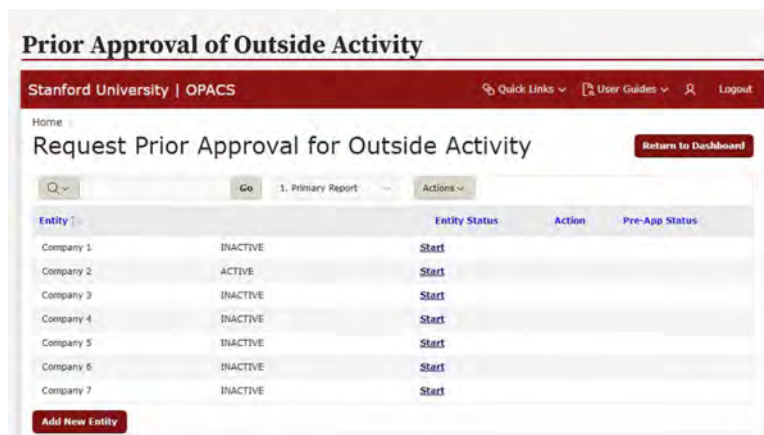 Prior Approval of Outside Activity
Stanford University | OPACS Quick Links User Guides Logout
Home
Request Prior Approval for Outside Activity Return to Dashboard
Go 1. Primary Report Actions
Entity Entity Status Action Pre-App Status
Company 1 INACTIVE Start
Company 2 ACTIVE Start
Company 3 INACTIVE Start
Company 4 INACTIVE Start
Company 5 INACTIVE Start
Company 6 INACTIVE Start
Company 7 INACTIVE Start
Add New Entity